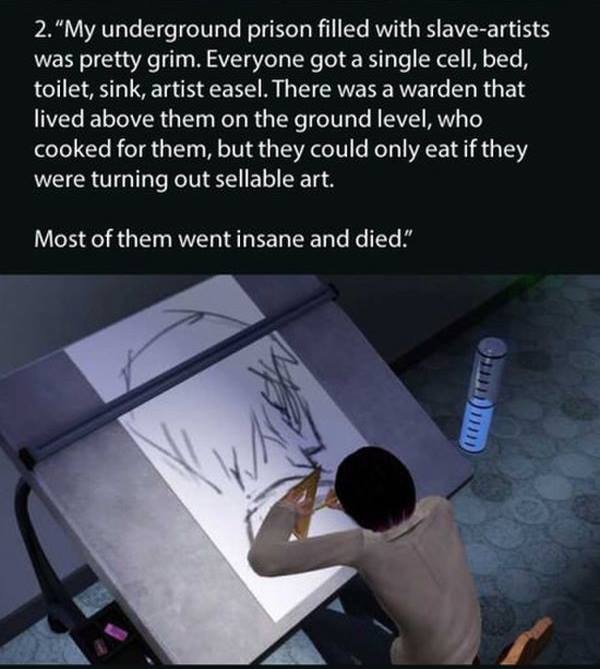 2. “My underground prison filled with slave-artists
was pretty grim. Everyone got a single cell, bed,
toilet, sink, artist easel. There was a warden that
lived above them on the ground level, who
cooked for them, but they could only eat if they
were turning out sellable art.
Most of them went insane and died.”